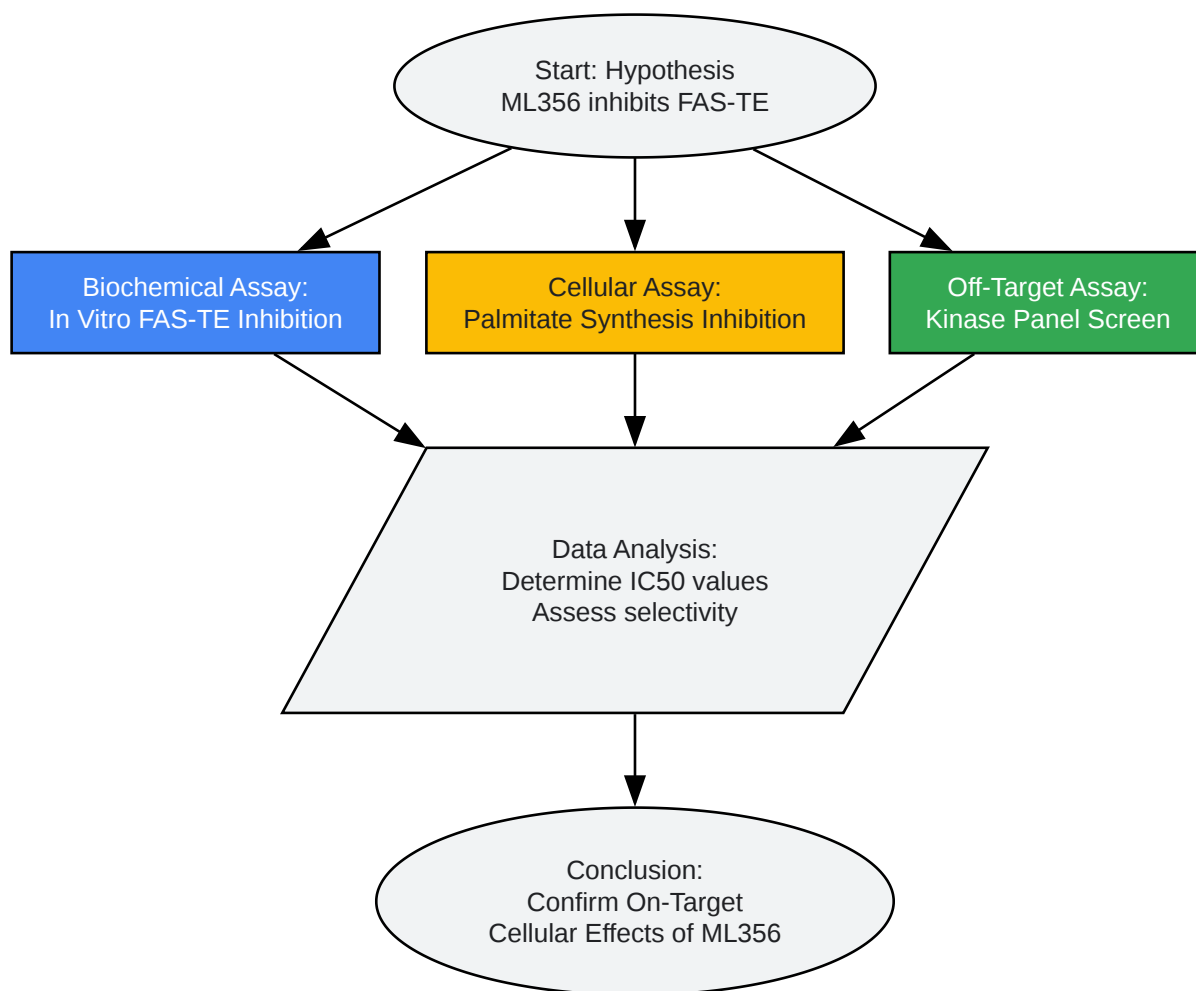 Start: Hypothesis
ML356 inhibits FAS-TE
Biochemical Assay:
In Vitro FAS-TE Inhibition
Cellular Assay:
Palmitate Synthesis Inhibition
Off-Target Assay:
Kinase Panel Screen
Data Analysis:
Determine IC50 values
Assess selectivity
Conclusion:
Confirm On-Target
Cellular Effects of ML356